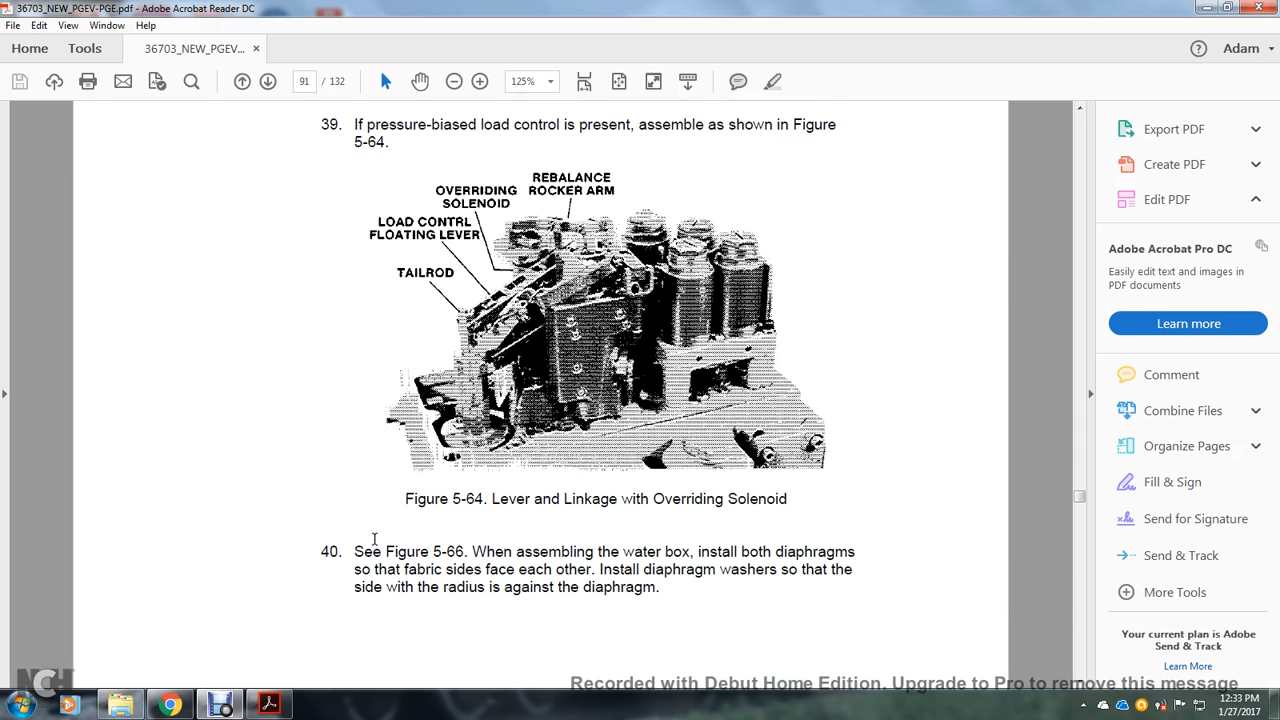 36703_NEW_PGEV-PGE.pdf - Adobe Acrobat Reader DC
File Edit View Window Help
Home Tools 36703_NEW_PGEV... × Adam
91 / 132 125%
39. If pressure-biased load control is present, assemble as shown in Figure
5-64.
REBALANCE
ROCKER ARM
OVERRIDING
SOLENOID
LOAD CONTRL
FLOATING LEVER
TAILROD
Figure 5-64. Lever and Linkage with Overriding Solenoid
40. See Figure 5-66. When assembling the water box, install both diaphragms
so that fabric sides face each other. Install diaphragm washers so that the
side with the radius is against the diaphragm.
Export PDF
Create PDF
Edit PDF
Adobe Acrobat Pro DC
Easily edit text and images in
PDF documents
Learn more
Comment
Combine Files
Organize Pages
Fill & Sign
Send for Signature
Send & Track
More Tools
Your current plan is Adobe
Send & Track
Learn More
NCH
Recorded with Debut Home Edition. Upgrade to Pro to remove this message
12:33 PM
1/27/2017